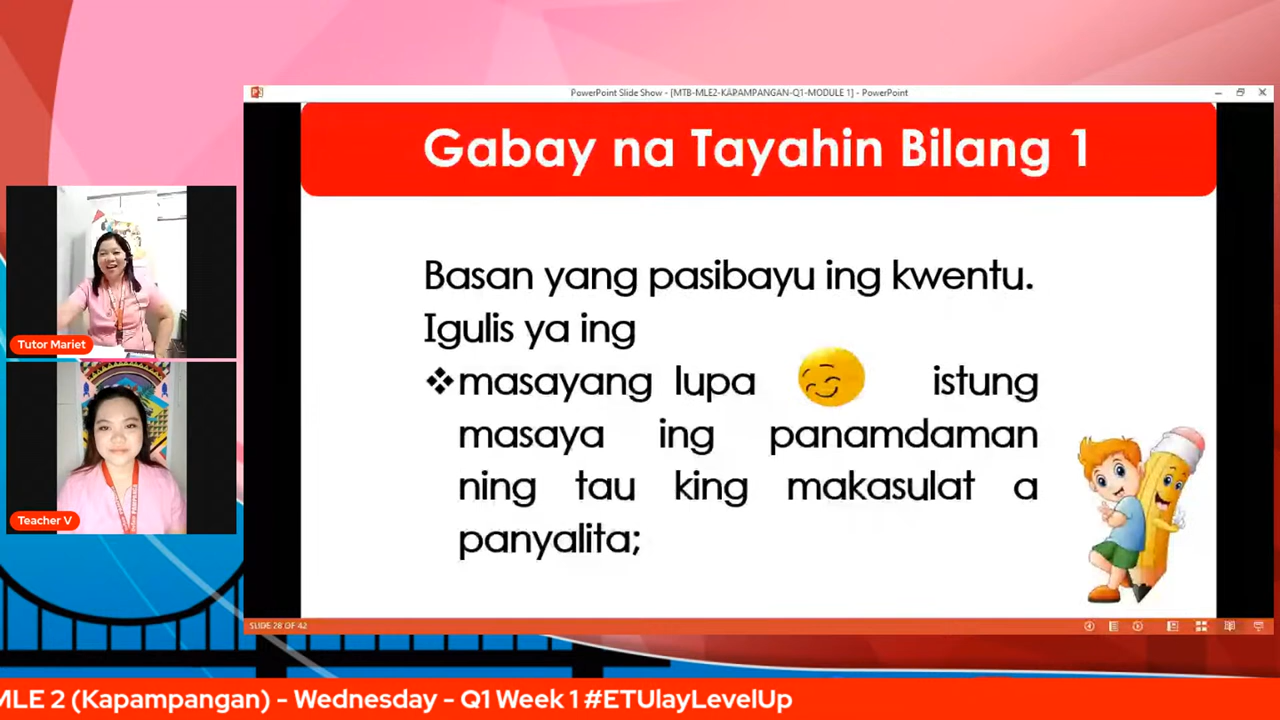 PowerPoint Slide Show - [MTB-MLE2-KAPAMPANGAN-Q1-MODULE 1] - PowerPoint
Gabay na Tayahin Bilang 1
Basan yang pasibayu ing kwentu.
Igulis ya ing
❖masayang lupa istung
masaya ing panamdaman
ning tau king makasulat a
panyalita;
Tutor Mariet
Teacher V
SLIDE 28 OF 42
MLE 2 (Kapampangan) - Wednesday - Q1 Week 1 #ETUlayLevelUp